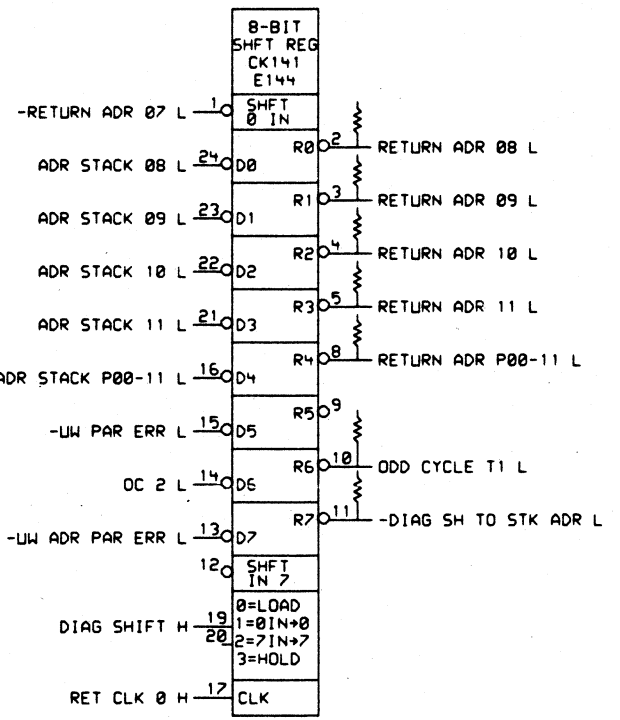 8-BIT
SHFT REG
CK141
E144
-RETURN ADR 07 L 1 SHFT
0 IN
R0 2 RETURN ADR 08 L
ADR STACK 08 L 24 D0
R1 3 RETURN ADR 09 L
ADR STACK 09 L 23 D1
R2 4 RETURN ADR 10 L
ADR STACK 10 L 22 D2
R3 5 RETURN ADR 11 L
ADR STACK 11 L 21 D3
R4 8 RETURN ADR P00-11 L
ADR STACK P00-11 L 16 D4
R5 9
-UW PAR ERR L 15 D5
R6 10 ODD CYCLE T1 L
OC 2 L 14 D6
R7 11 -DIAG SH TO STK ADR L
-UW ADR PAR ERR L 13 D7
12 SHFT
IN 7
0=LOAD
DIAG SHIFT H 19 1=0IN→0
20 2=7IN→7
3=HOLD
RET CLK 0 H 17 CLK